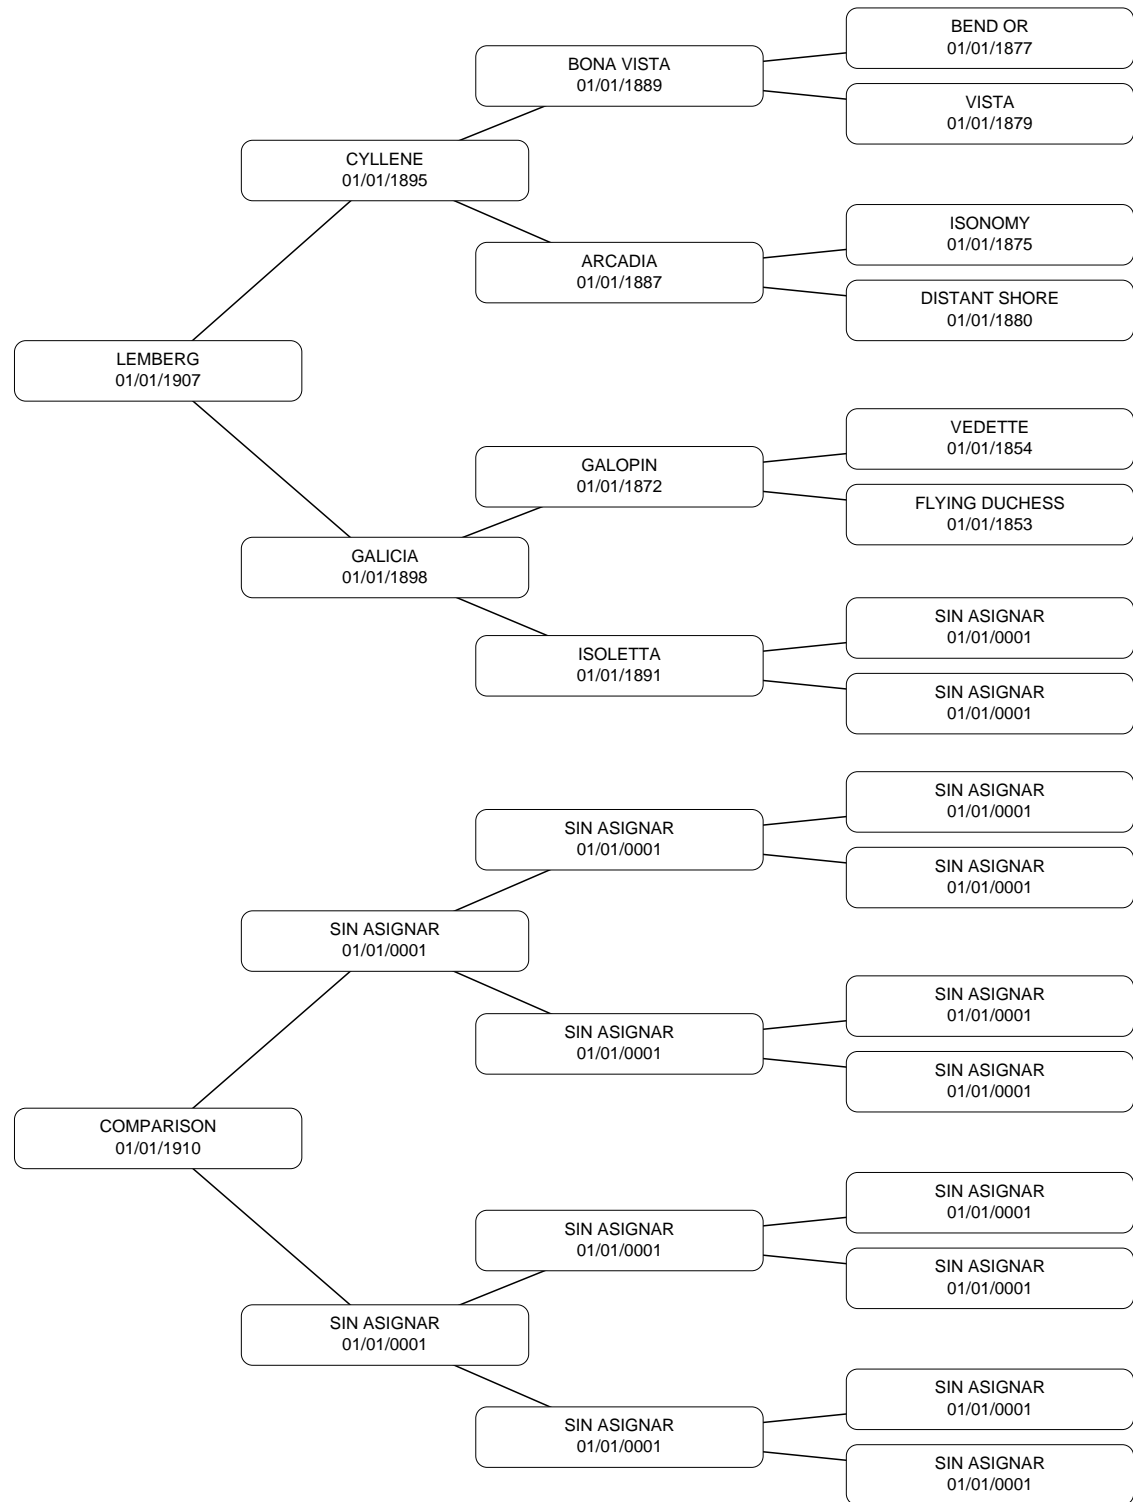 BEND OR
01/01/1877
BONA VISTA
01/01/1889
VISTA
01/01/1879
CYLLENE
01/01/1895
ISONOMY
01/01/1875
ARCADIA
01/01/1887
DISTANT SHORE
01/01/1880
LEMBERG
01/01/1907
VEDETTE
01/01/1854
GALOPIN
01/01/1872
FLYING DUCHESS
01/01/1853
GALICIA
01/01/1898
SIN ASIGNAR
01/01/0001
ISOLETTA
01/01/1891
SIN ASIGNAR
01/01/0001
SIN ASIGNAR
01/01/0001
SIN ASIGNAR
01/01/0001
SIN ASIGNAR
01/01/0001
SIN ASIGNAR
01/01/0001
SIN ASIGNAR
01/01/0001
SIN ASIGNAR
01/01/0001
SIN ASIGNAR
01/01/0001
COMPARISON
01/01/1910
SIN ASIGNAR
01/01/0001
SIN ASIGNAR
01/01/0001
SIN ASIGNAR
01/01/0001
SIN ASIGNAR
01/01/0001
SIN ASIGNAR
01/01/0001
SIN ASIGNAR
01/01/0001
SIN ASIGNAR
01/01/0001